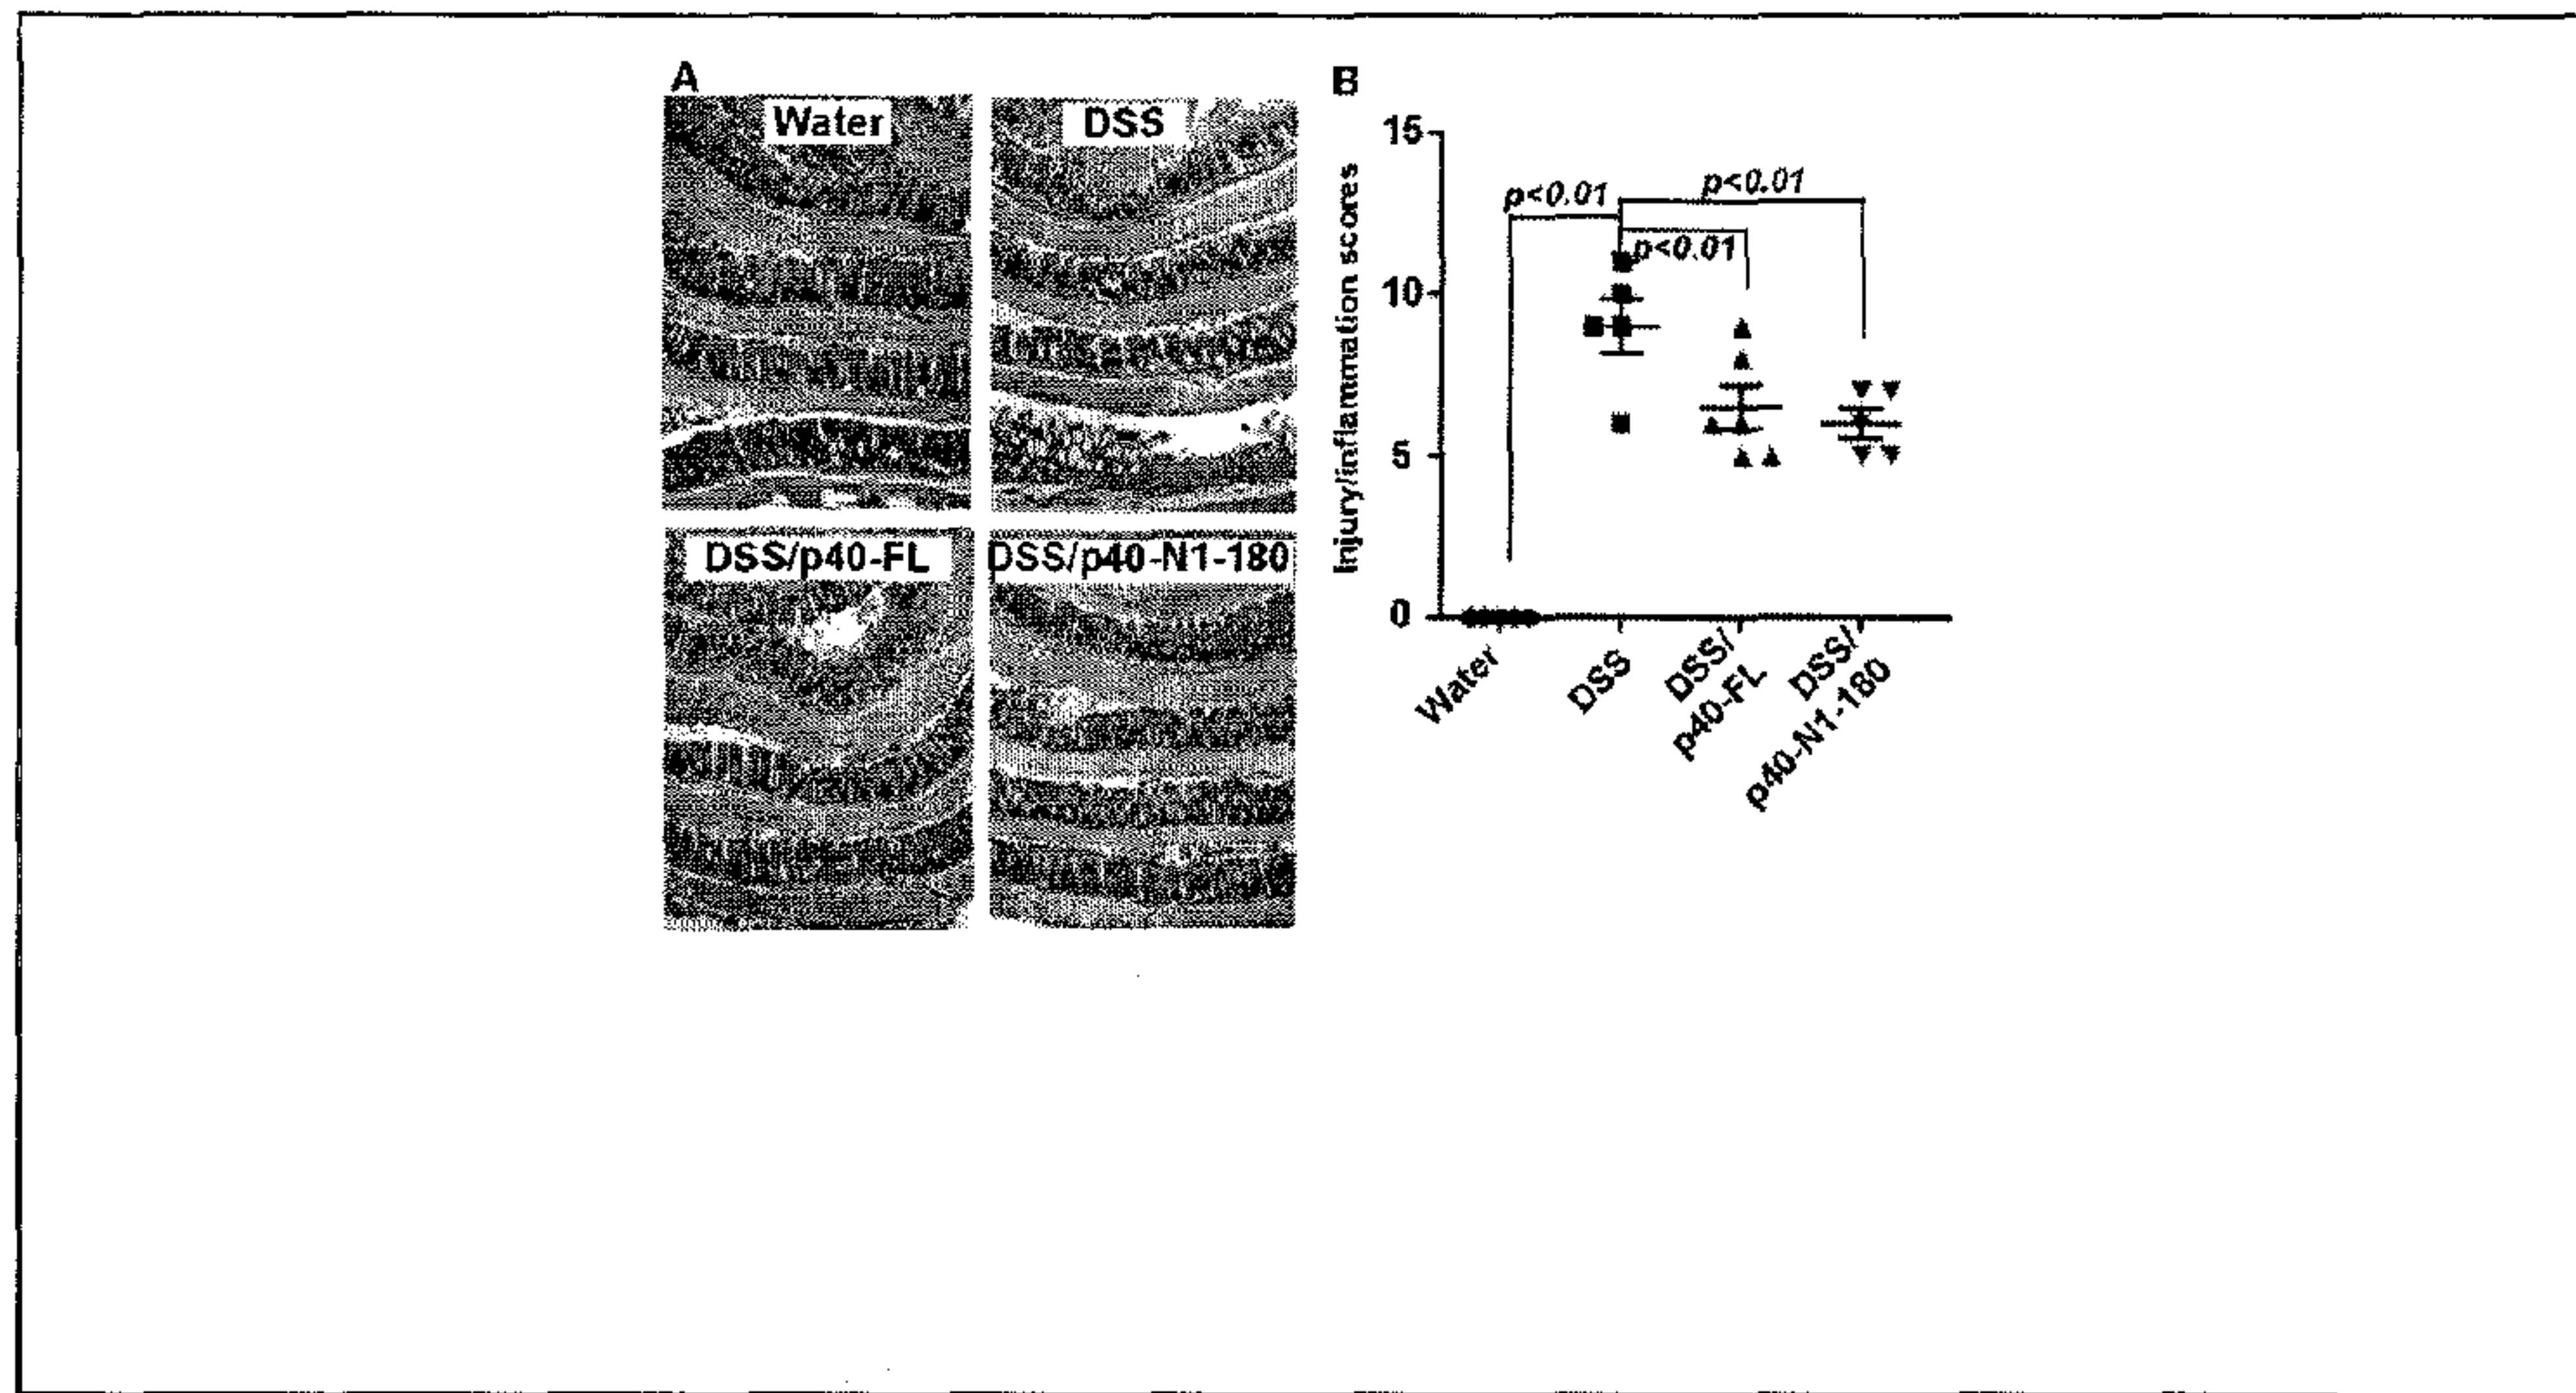 A
Water
DSS
DSS/p40-FL
DSS/p40-N1-180
B
Injury/inflammation scores
15
10
5
0
p<0.01
p<0.01
p<0.01
Water
DSS
DSS/
p40-FL
DSS/
p40-N1-180